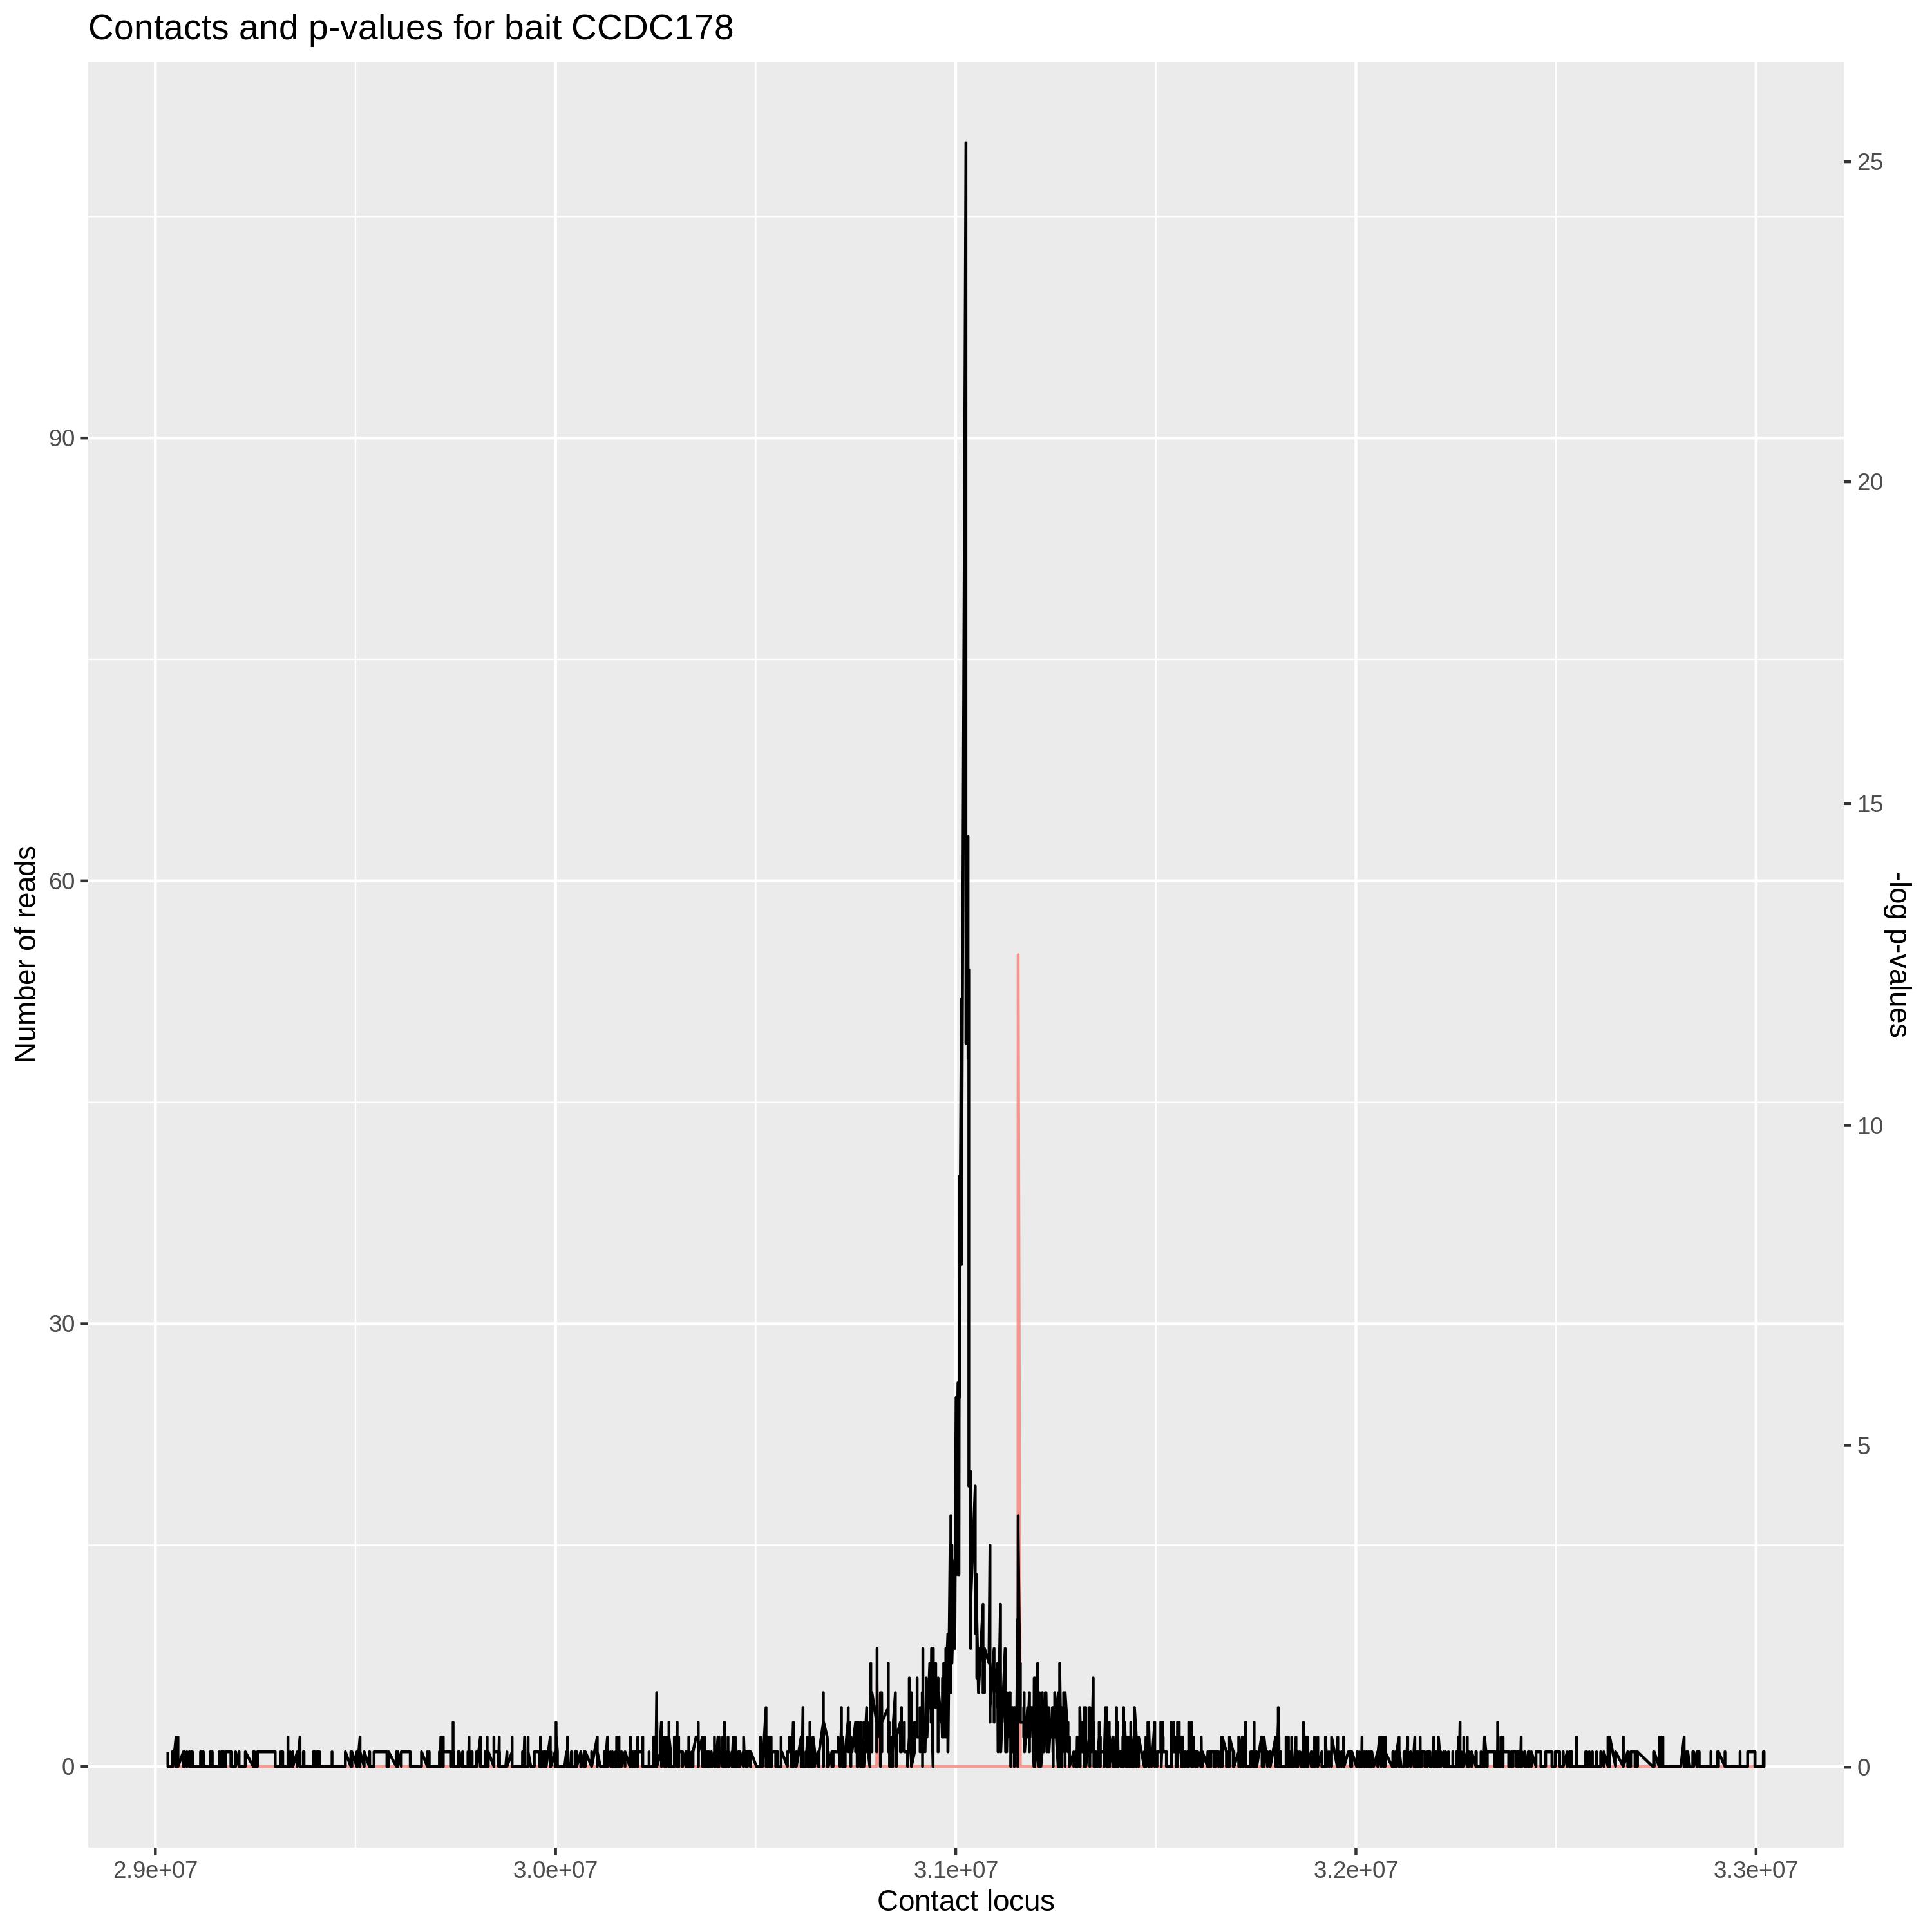 Contacts and p-values for bait CCDC178
Number of reads
90
60
30
0
25
20
15
10
5
0
-log p-values
2.9e+07
3.0e+07
3.1e+07
3.2e+07
3.3e+07
Contact locus